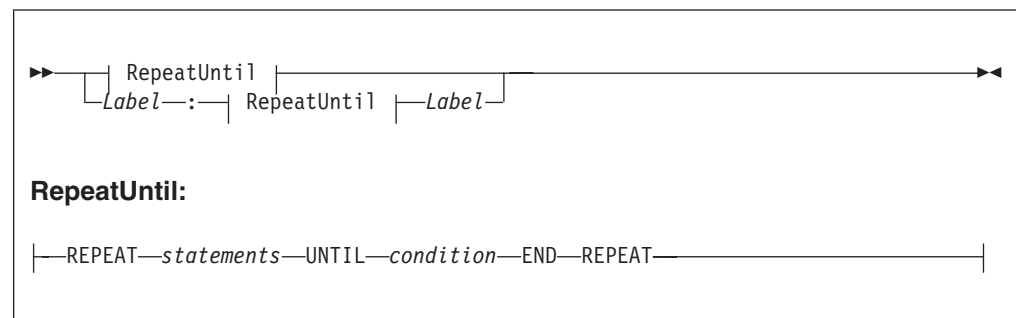 RepeatUntil
Label : RepeatUntil Label
RepeatUntil:
REPEAT statements UNTIL condition END REPEAT